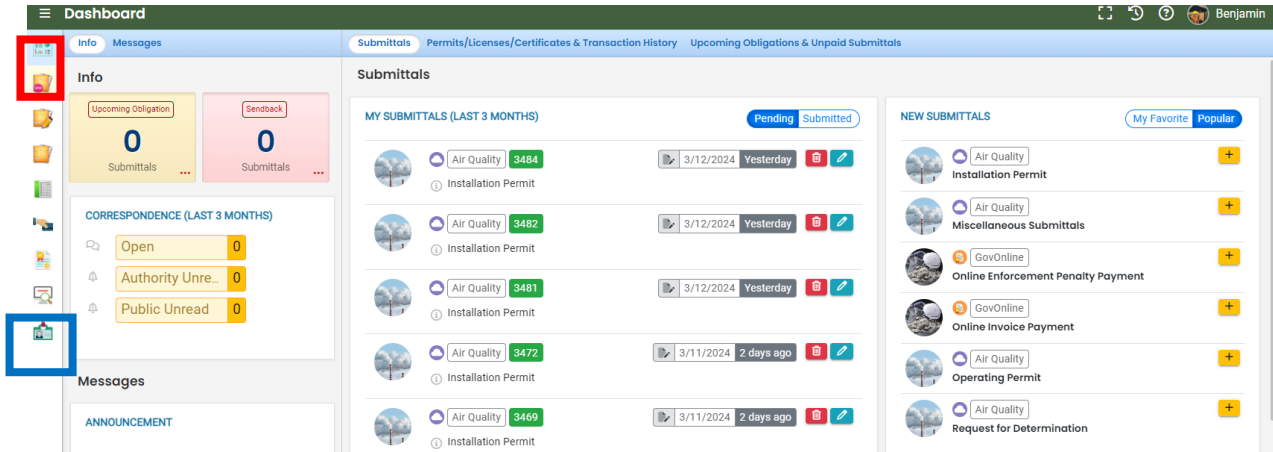 Dashboard
Benjamin
Info Messages
Submittals Permits/Licenses/Certificates & Transaction History Upcoming Obligations & Unpaid Submittals
Info
Upcoming Obligation
0
Submittals
...
Sendback
0
Submittals
...
CORRESPONDENCE (LAST 3 MONTHS)
Open 0
Authority Unre... 0
Public Unread 0
Messages
ANNOUNCEMENT
Submittals
MY SUBMITTALS (LAST 3 MONTHS)
Pending Submitted
Air Quality 3484 3/12/2024 Yesterday
Installation Permit
Air Quality 3482 3/12/2024 Yesterday
Installation Permit
Air Quality 3481 3/12/2024 Yesterday
Installation Permit
Air Quality 3472 3/11/2024 2 days ago
Installation Permit
Air Quality 3469 3/11/2024 2 days ago
Installation Permit
NEW SUBMITTALS
My Favorite Popular
Air Quality
Installation Permit
Air Quality
Miscellaneous Submittals
GovOnline
Online Enforcement Penalty Payment
GovOnline
Online Invoice Payment
Air Quality
Operating Permit
Air Quality
Request for Determination